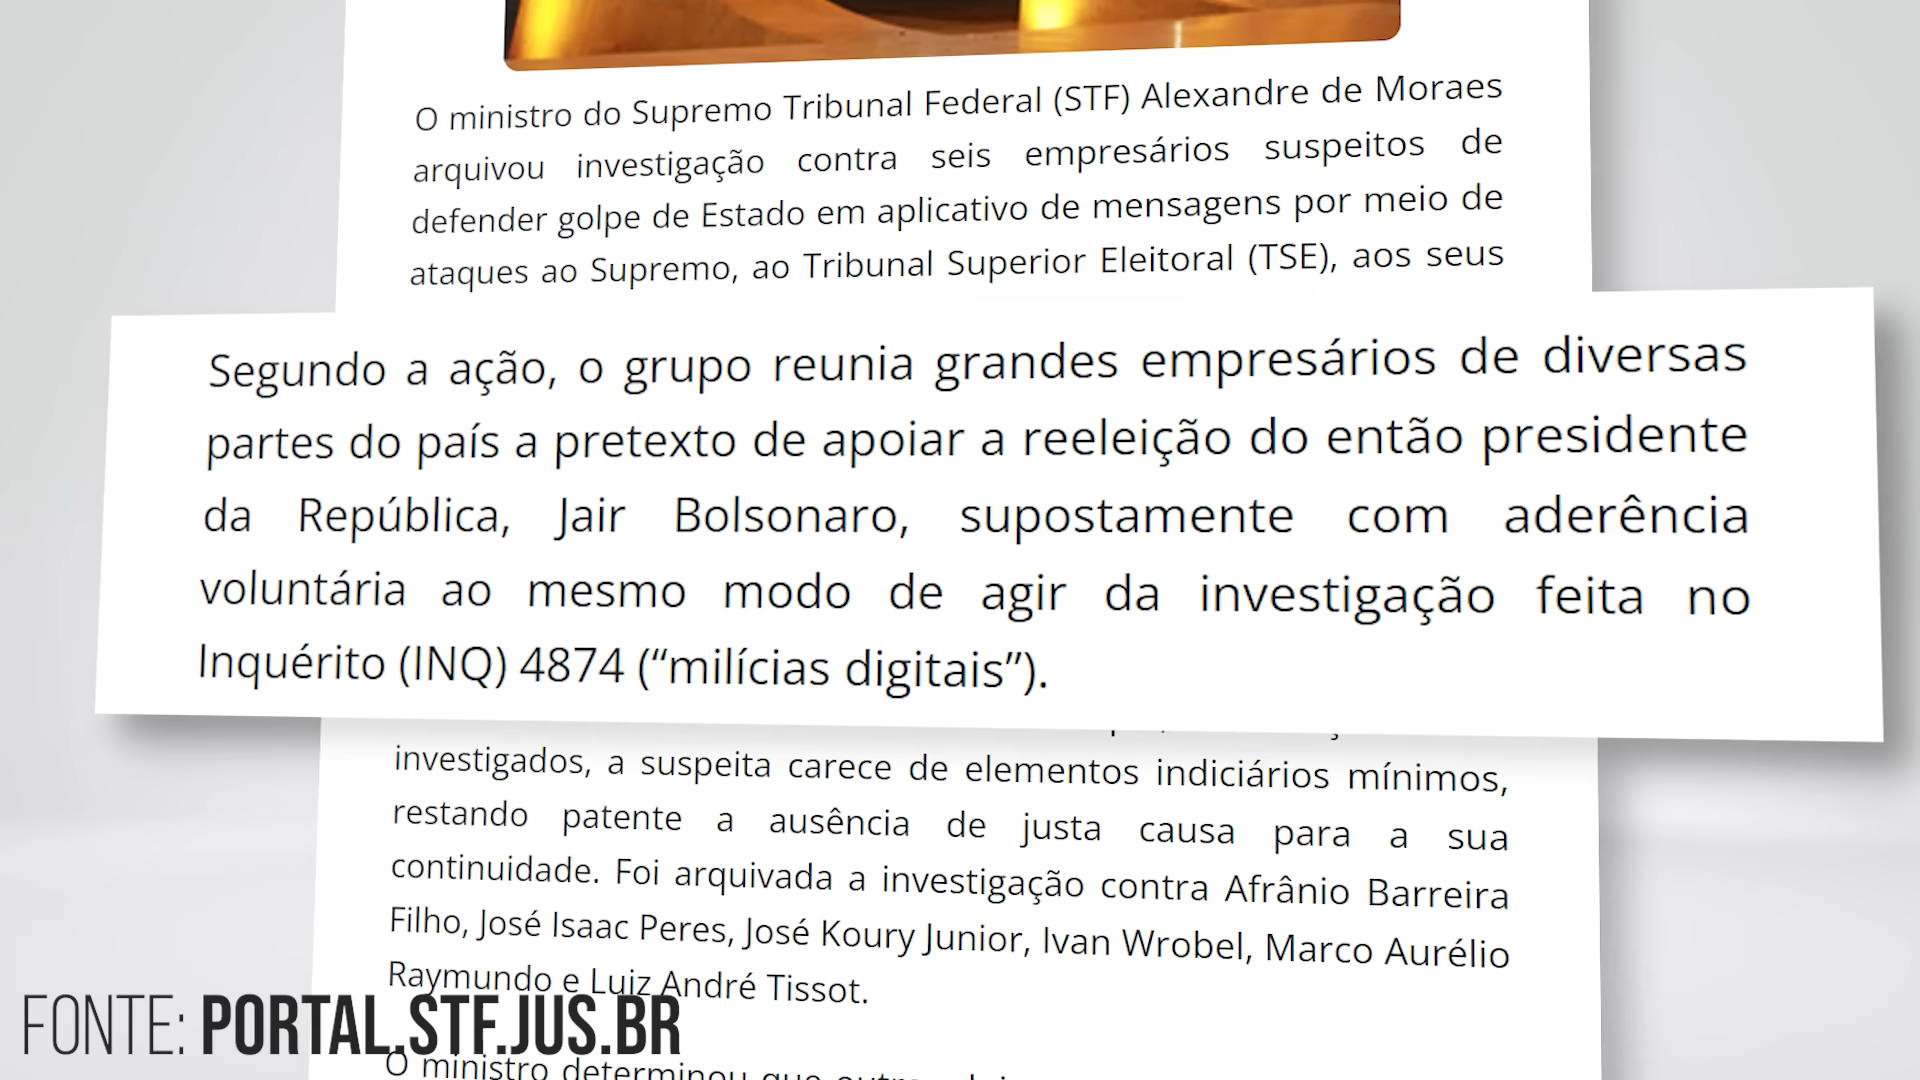 O ministro do Supremo Tribunal Federal (STF) Alexandre de Moraes
arquivou investigação contra seis empresários suspeitos de
defender golpe de Estado em aplicativo de mensagens por meio de
ataques ao Supremo, ao Tribunal Superior Eleitoral (TSE), aos seus
Segundo a ação, o grupo reunia grandes empresários de diversas
partes do país a pretexto de apoiar a reeleição do então presidente
da República, Jair Bolsonaro, supostamente com aderência
voluntária ao mesmo modo de agir da investigação feita no
Inquérito (INQ) 4874 (“milícias digitais”).
investigados, a suspeita carece de elementos indiciários mínimos,
restando patente a ausência de justa causa para a sua
continuidade. Foi arquivada a investigação contra Afrânio Barreira
Filho, José Isaac Peres, José Koury Junior, Ivan Wrobel, Marco Aurélio
Raymundo e Luiz André Tissot.
FONTE: PORTAL.STF.JUS.BR
O ministro determinou que